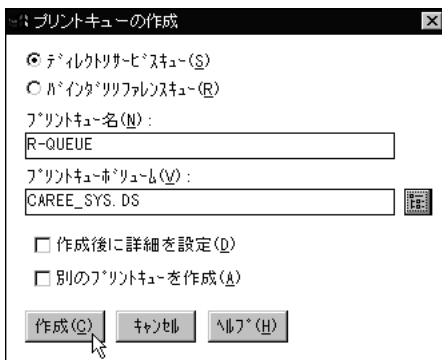 プリントキューの作成
ﾃﾞｨﾚｸﾄﾘｻｰﾋﾞｽｷｭｰ(S)
ﾊﾞｲﾝﾀﾞﾘﾘﾌｧﾚﾝｽｷｭｰ(R)
ﾌﾟﾘﾝﾄｷｭｰ名(N):
R-QUEUE
ﾌﾟﾘﾝﾄｷｭｰﾎﾞﾘｭｰﾑ(V):
CAREE_SYS.DS
作成後に詳細を設定(D)
別のﾌﾟﾘﾝﾄｷｭｰを作成(A)
作成(C) ｷｬﾝｾﾙ ﾍﾙﾌﾟ(H)